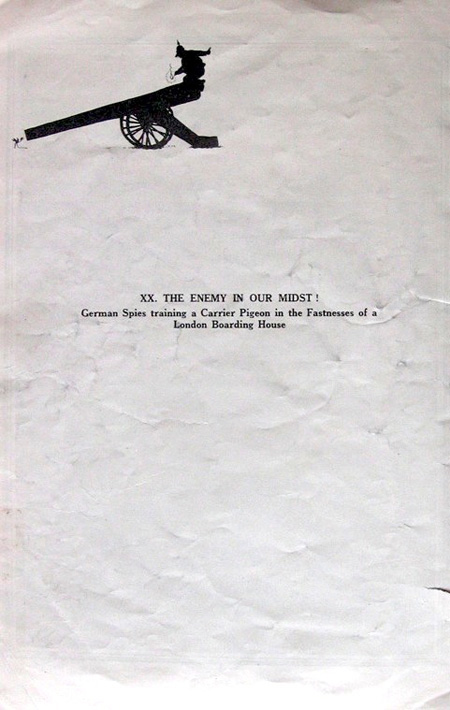 XX. THE ENEMY IN OUR MIDST !
German Spies training a Carrier Pigeon in the Fastnesses of a
London Boarding House